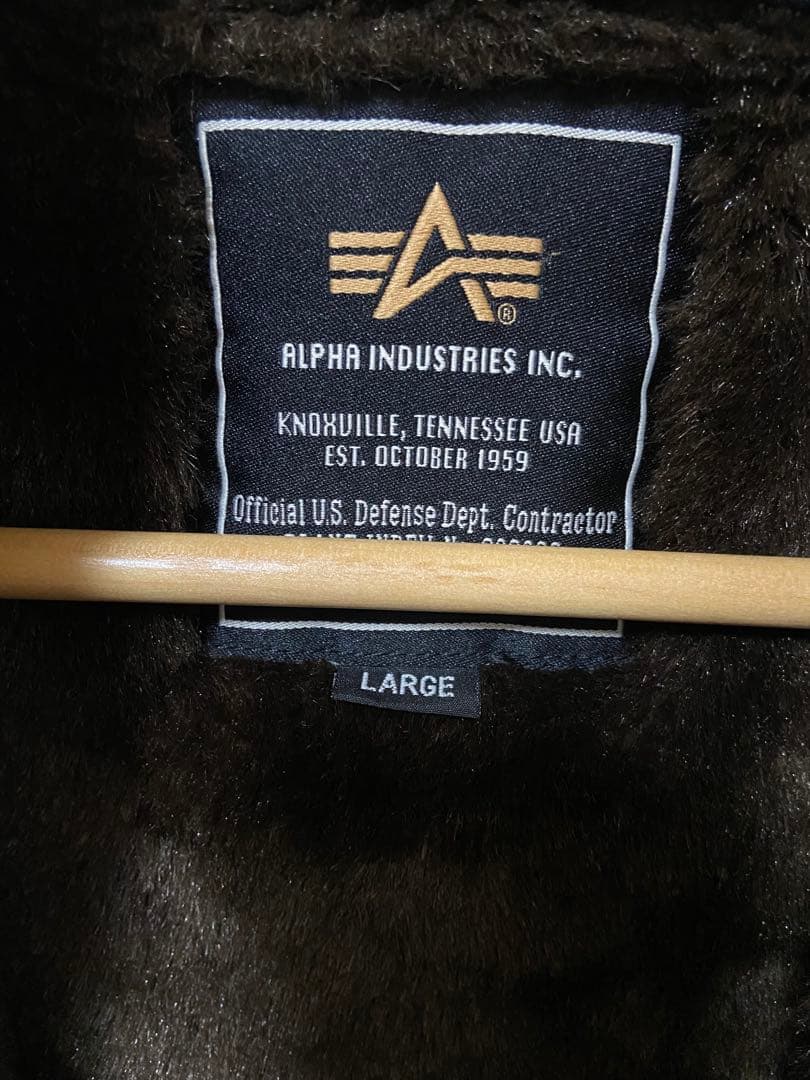 ®
ALPHA INDUSTRIES INC.
KNOXVILLE, TENNESSEE USA
EST. OCTOBER 1959
Official U.S. Defense Dept. Contractor
LARGE